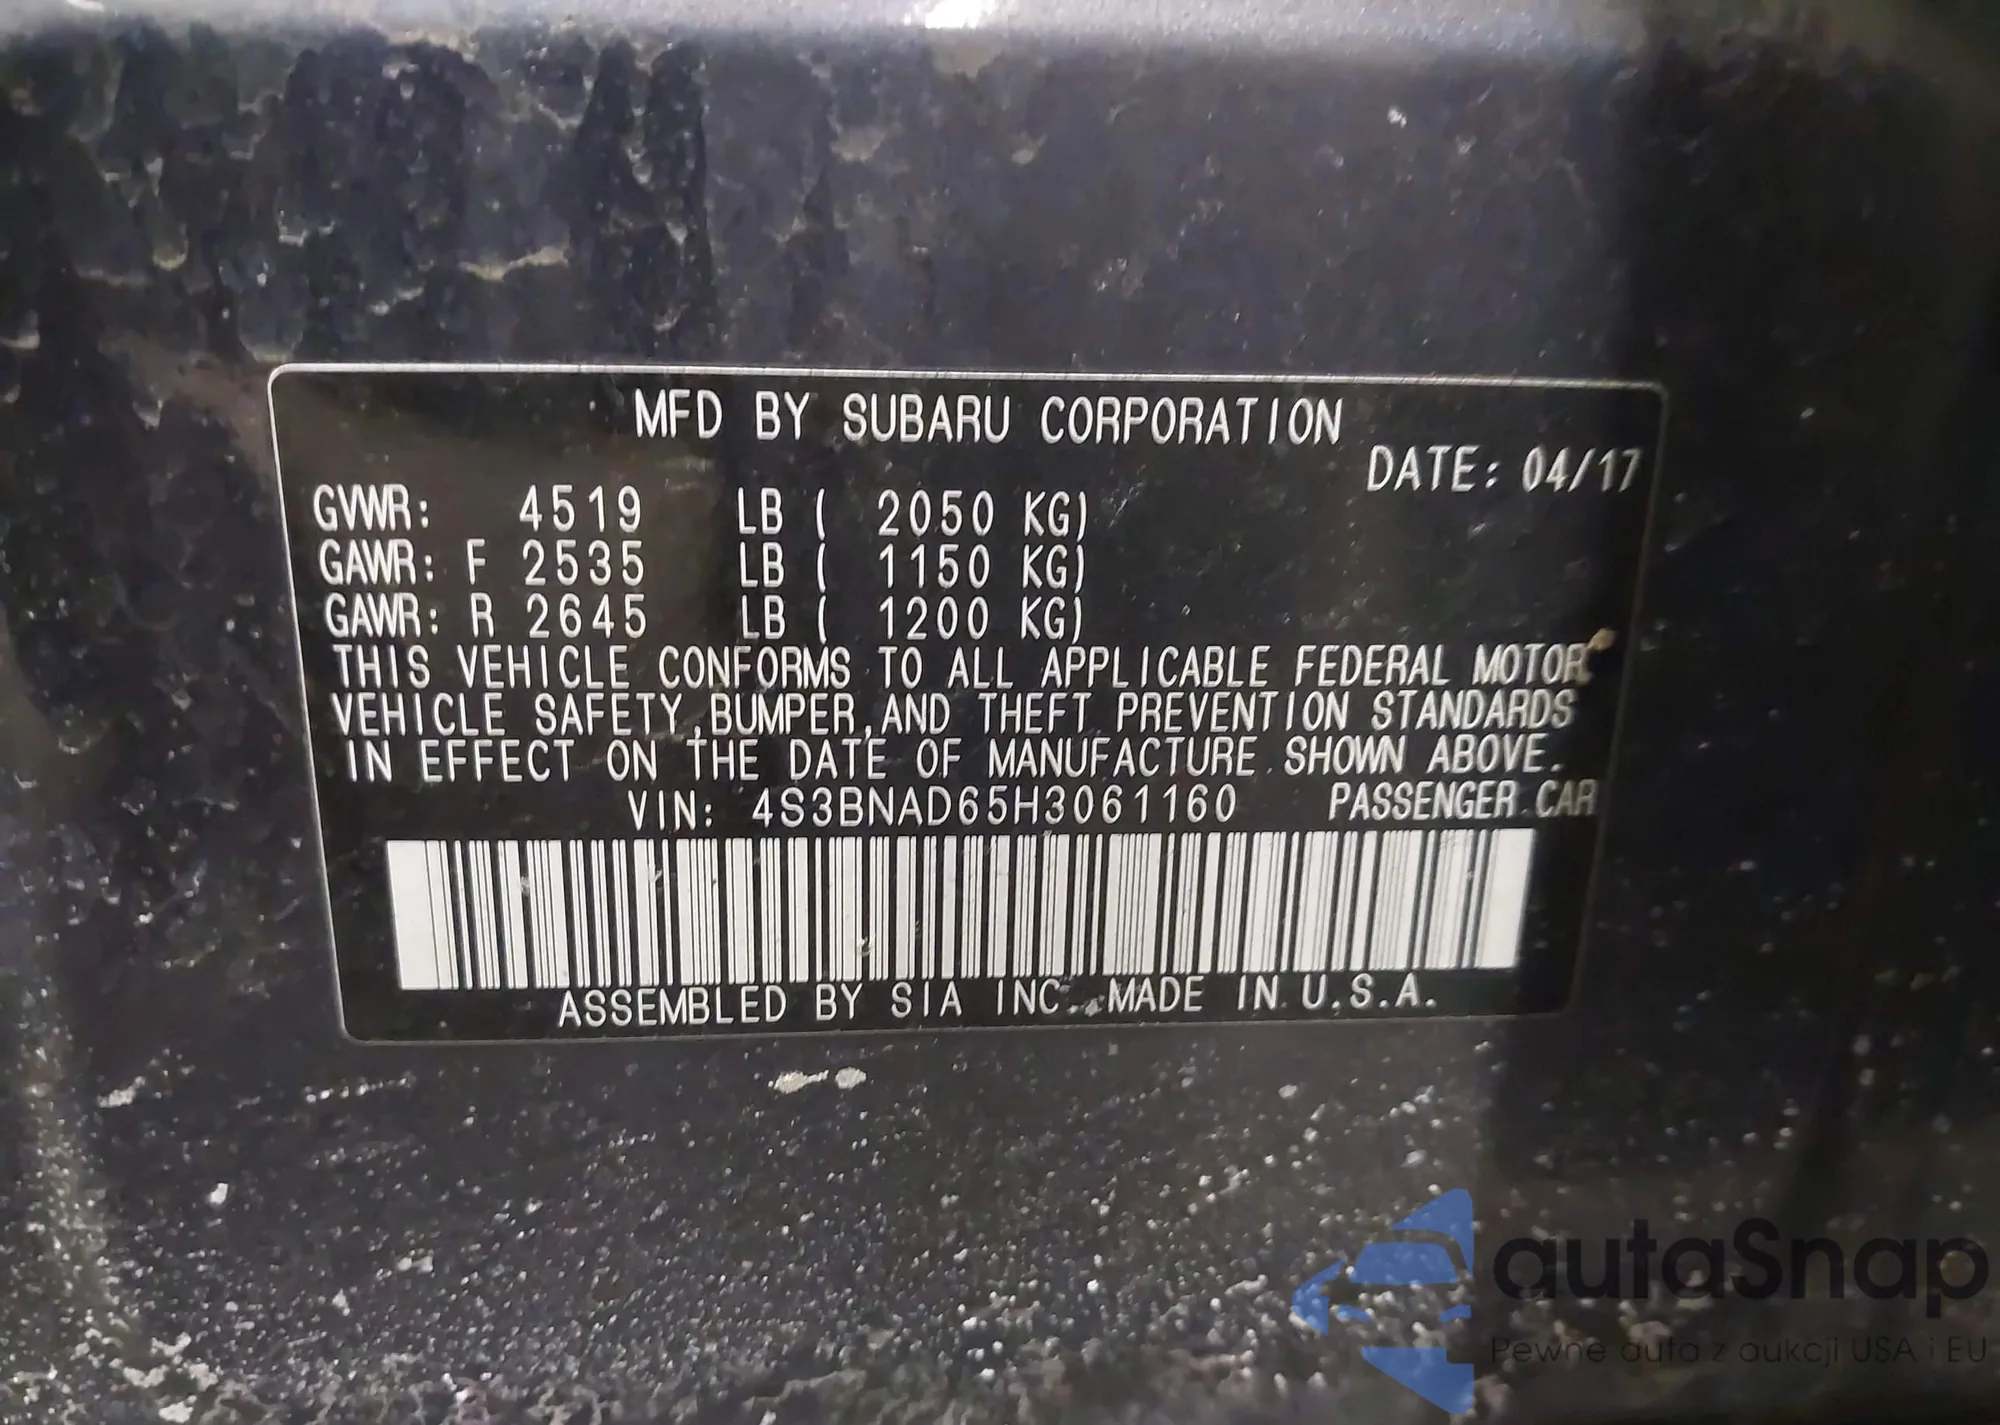 MFD BY SUBARU CORPORATION
DATE: 04/17
GVWR: 4519 LB ( 2050 KG)
GAWR: F 2535 LB ( 1150 KG)
GAWR: R 2645 LB ( 1200 KG)
THIS VEHICLE CONFORMS TO ALL APPLICABLE FEDERAL MOTOR
VEHICLE SAFETY,BUMPER,AND THEFT PREVENTION STANDARDS
IN EFFECT ON THE DATE OF MANUFACTURE SHOWN ABOVE.
VIN: 4S3BNAD65H3061160 PASSENGER CAR
ASSEMBLED BY SIA INC. MADE IN U.S.A.
autaSnap
Pewne auta z aukcji USA i EU